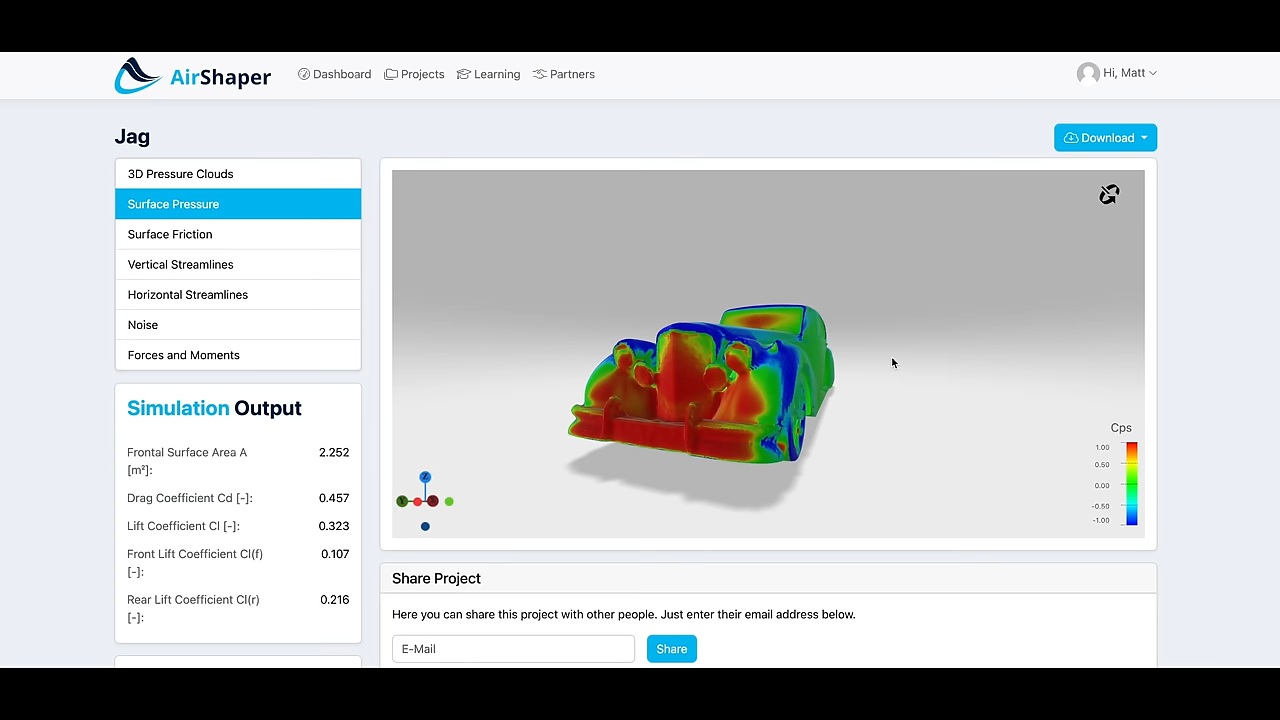 AirShaper
Dashboard
Projects
Learning
Partners
Hi, Matt
Jag
Download
3D Pressure Clouds
Surface Pressure
Surface Friction
Vertical Streamlines
Horizontal Streamlines
Noise
Forces and Moments
Simulation Output
Frontal Surface Area A
[m²]:
2.252
Drag Coefficient Cd [-]:
0.457
Lift Coefficient Cl [-]:
0.323
Front Lift Coefficient Cl(f)
[-]:
0.107
Rear Lift Coefficient Cl(r)
[-]:
0.216
Z
Y
Cps
1.00
0.50
0.00
-0.50
-1.00
Share Project
Here you can share this project with other people. Just enter their email address below.
E-Mail
Share